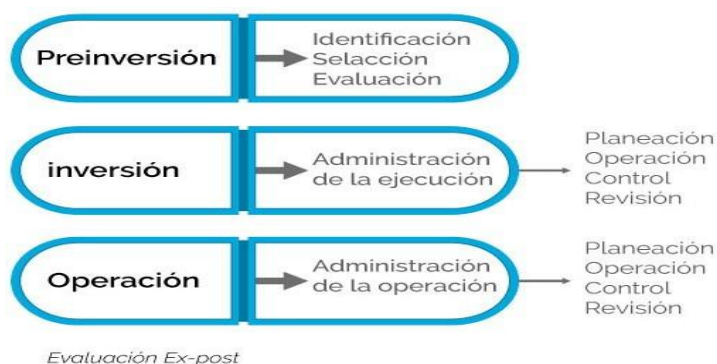 Preinversión
Identificación
Selacción
Evaluación
inversión
Administración
de la ejecución
Planeación
Operación
Control
Revisión
Operación
Administración
de la operación
Planeación
Operación
Control
Revisión
Evaluación Ex-post